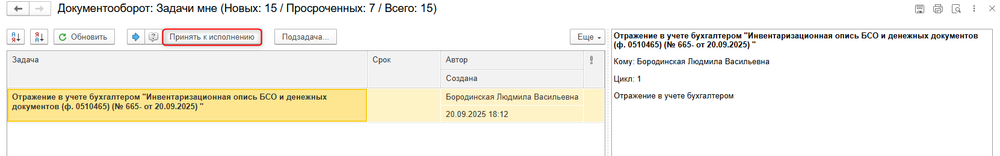 Документооборот: Задачи мне (Новых: 15 / Просроченных: 7 / Всего: 15)
Обновить
Принять к исполнению
Подзадача...
Еще
Задача
Срок
Автор
Создана
Отражение в учете бухгалтером "Инвентаризационная опись БСО и денежных
документов (ф. 0510465) (№ 665- от 20.09.2025) "
Бородинская Людмила Васильевна
20.09.2025 18:12
Отражение в учете бухгалтером "Инвентаризационная опись БСО и денежных документов
(ф. 0510465) (№ 665- от 20.09.2025) "
Кому: Бородинская Людмила Васильевна
Цикл: 1
Отражение в учете бухгалтером